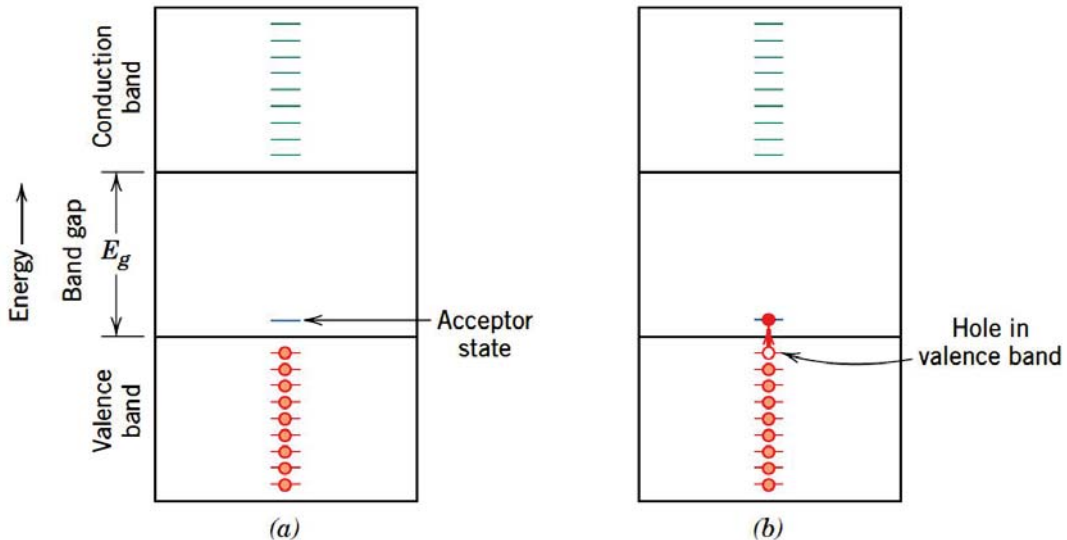 Energy
Conduction
band
Band gap
E_g
Valence
band
Acceptor
state
Hole in
valence band
(a)
(b)